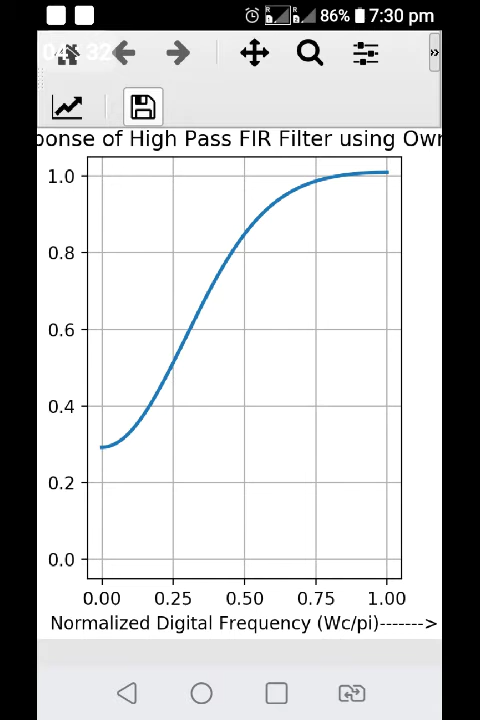 86% 7:30 pm
ponse of High Pass FIR Filter using Own
1.0
0.8
0.6
0.4
0.2
0.0
0.00 0.25 0.50 0.75 1.00
Normalized Digital Frequency (Wc/pi)------->